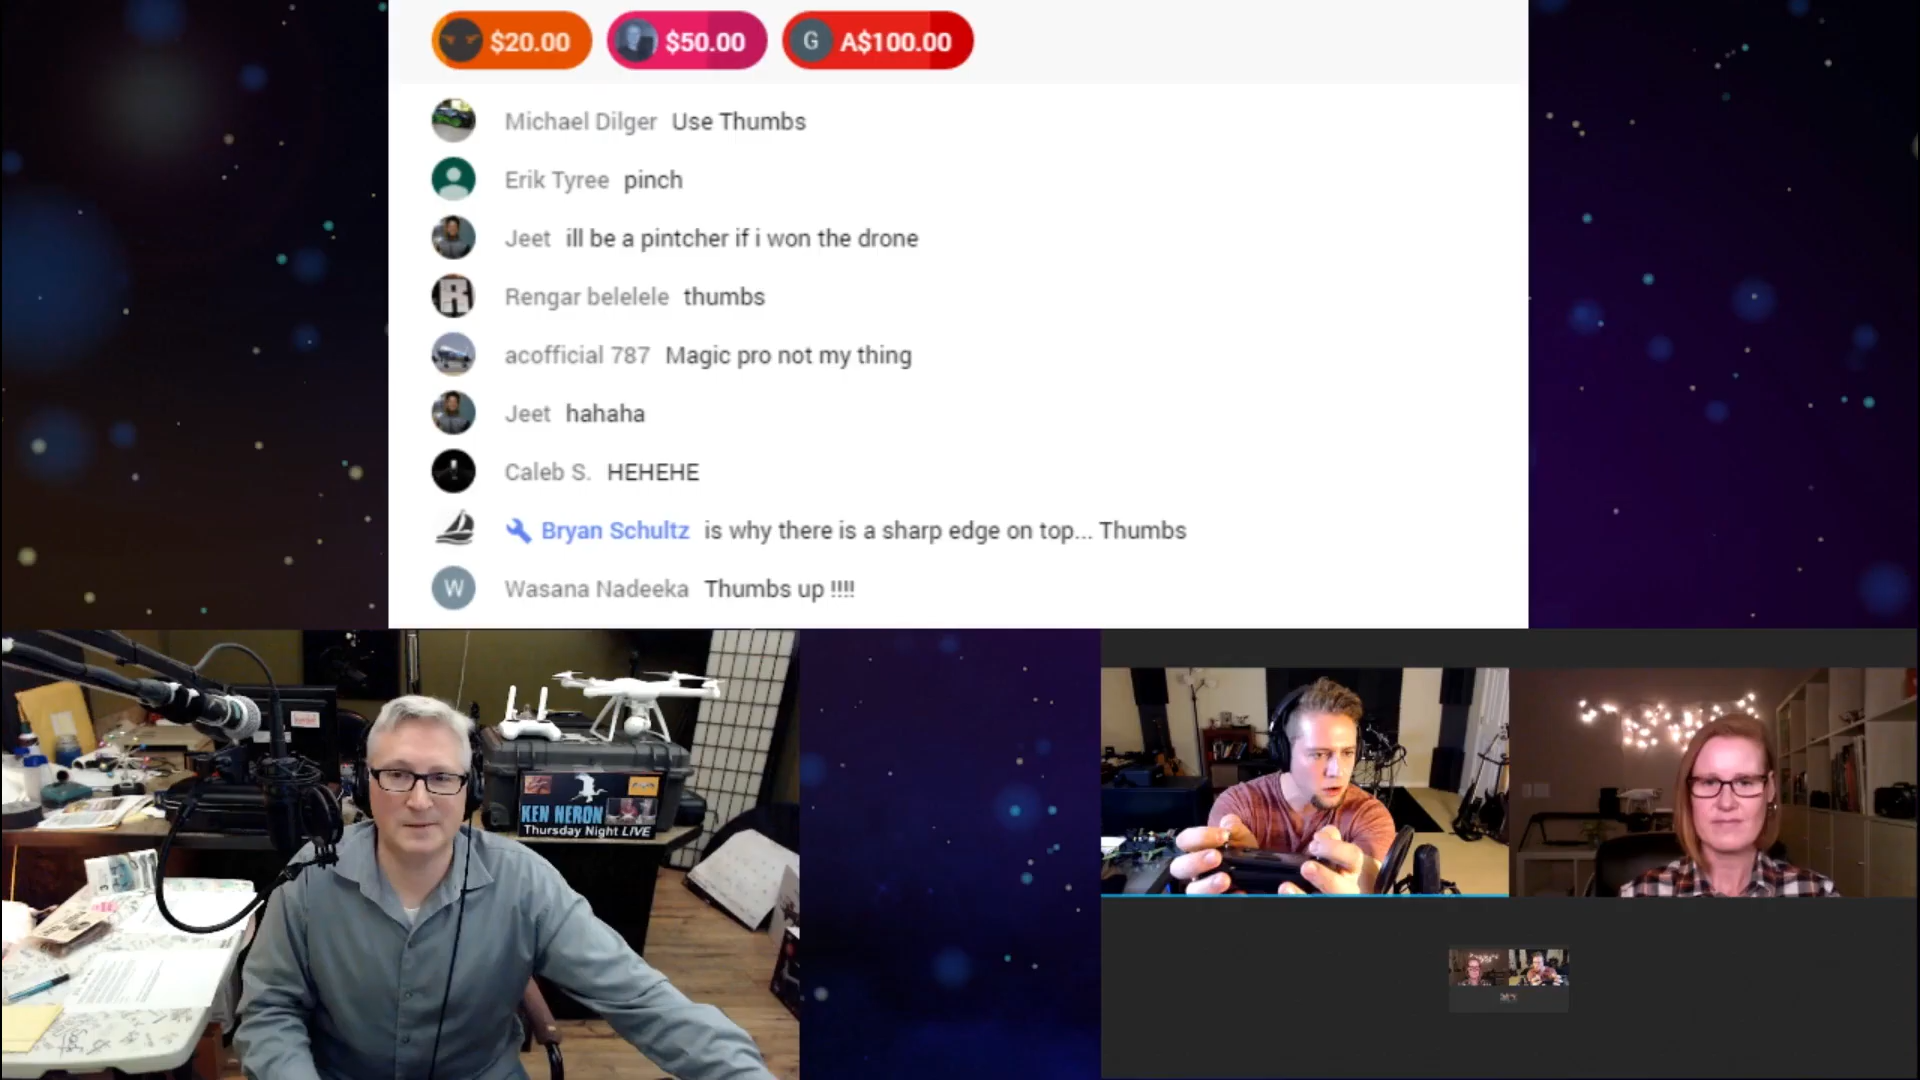 $20.00 $50.00 G A$100.00
Michael Dilger Use Thumbs
Erik Tyree pinch
Jeet ill be a pintcher if i won the drone
R Rengar belelele thumbs
acofficial 787 Magic pro not my thing
Jeet hahaha
Caleb S. HEHEHE
Bryan Schultz is why there is a sharp edge on top... Thumbs
W Wasana Nadeeka Thumbs up !!!!
KEN HERON
Thursday Night LIVE